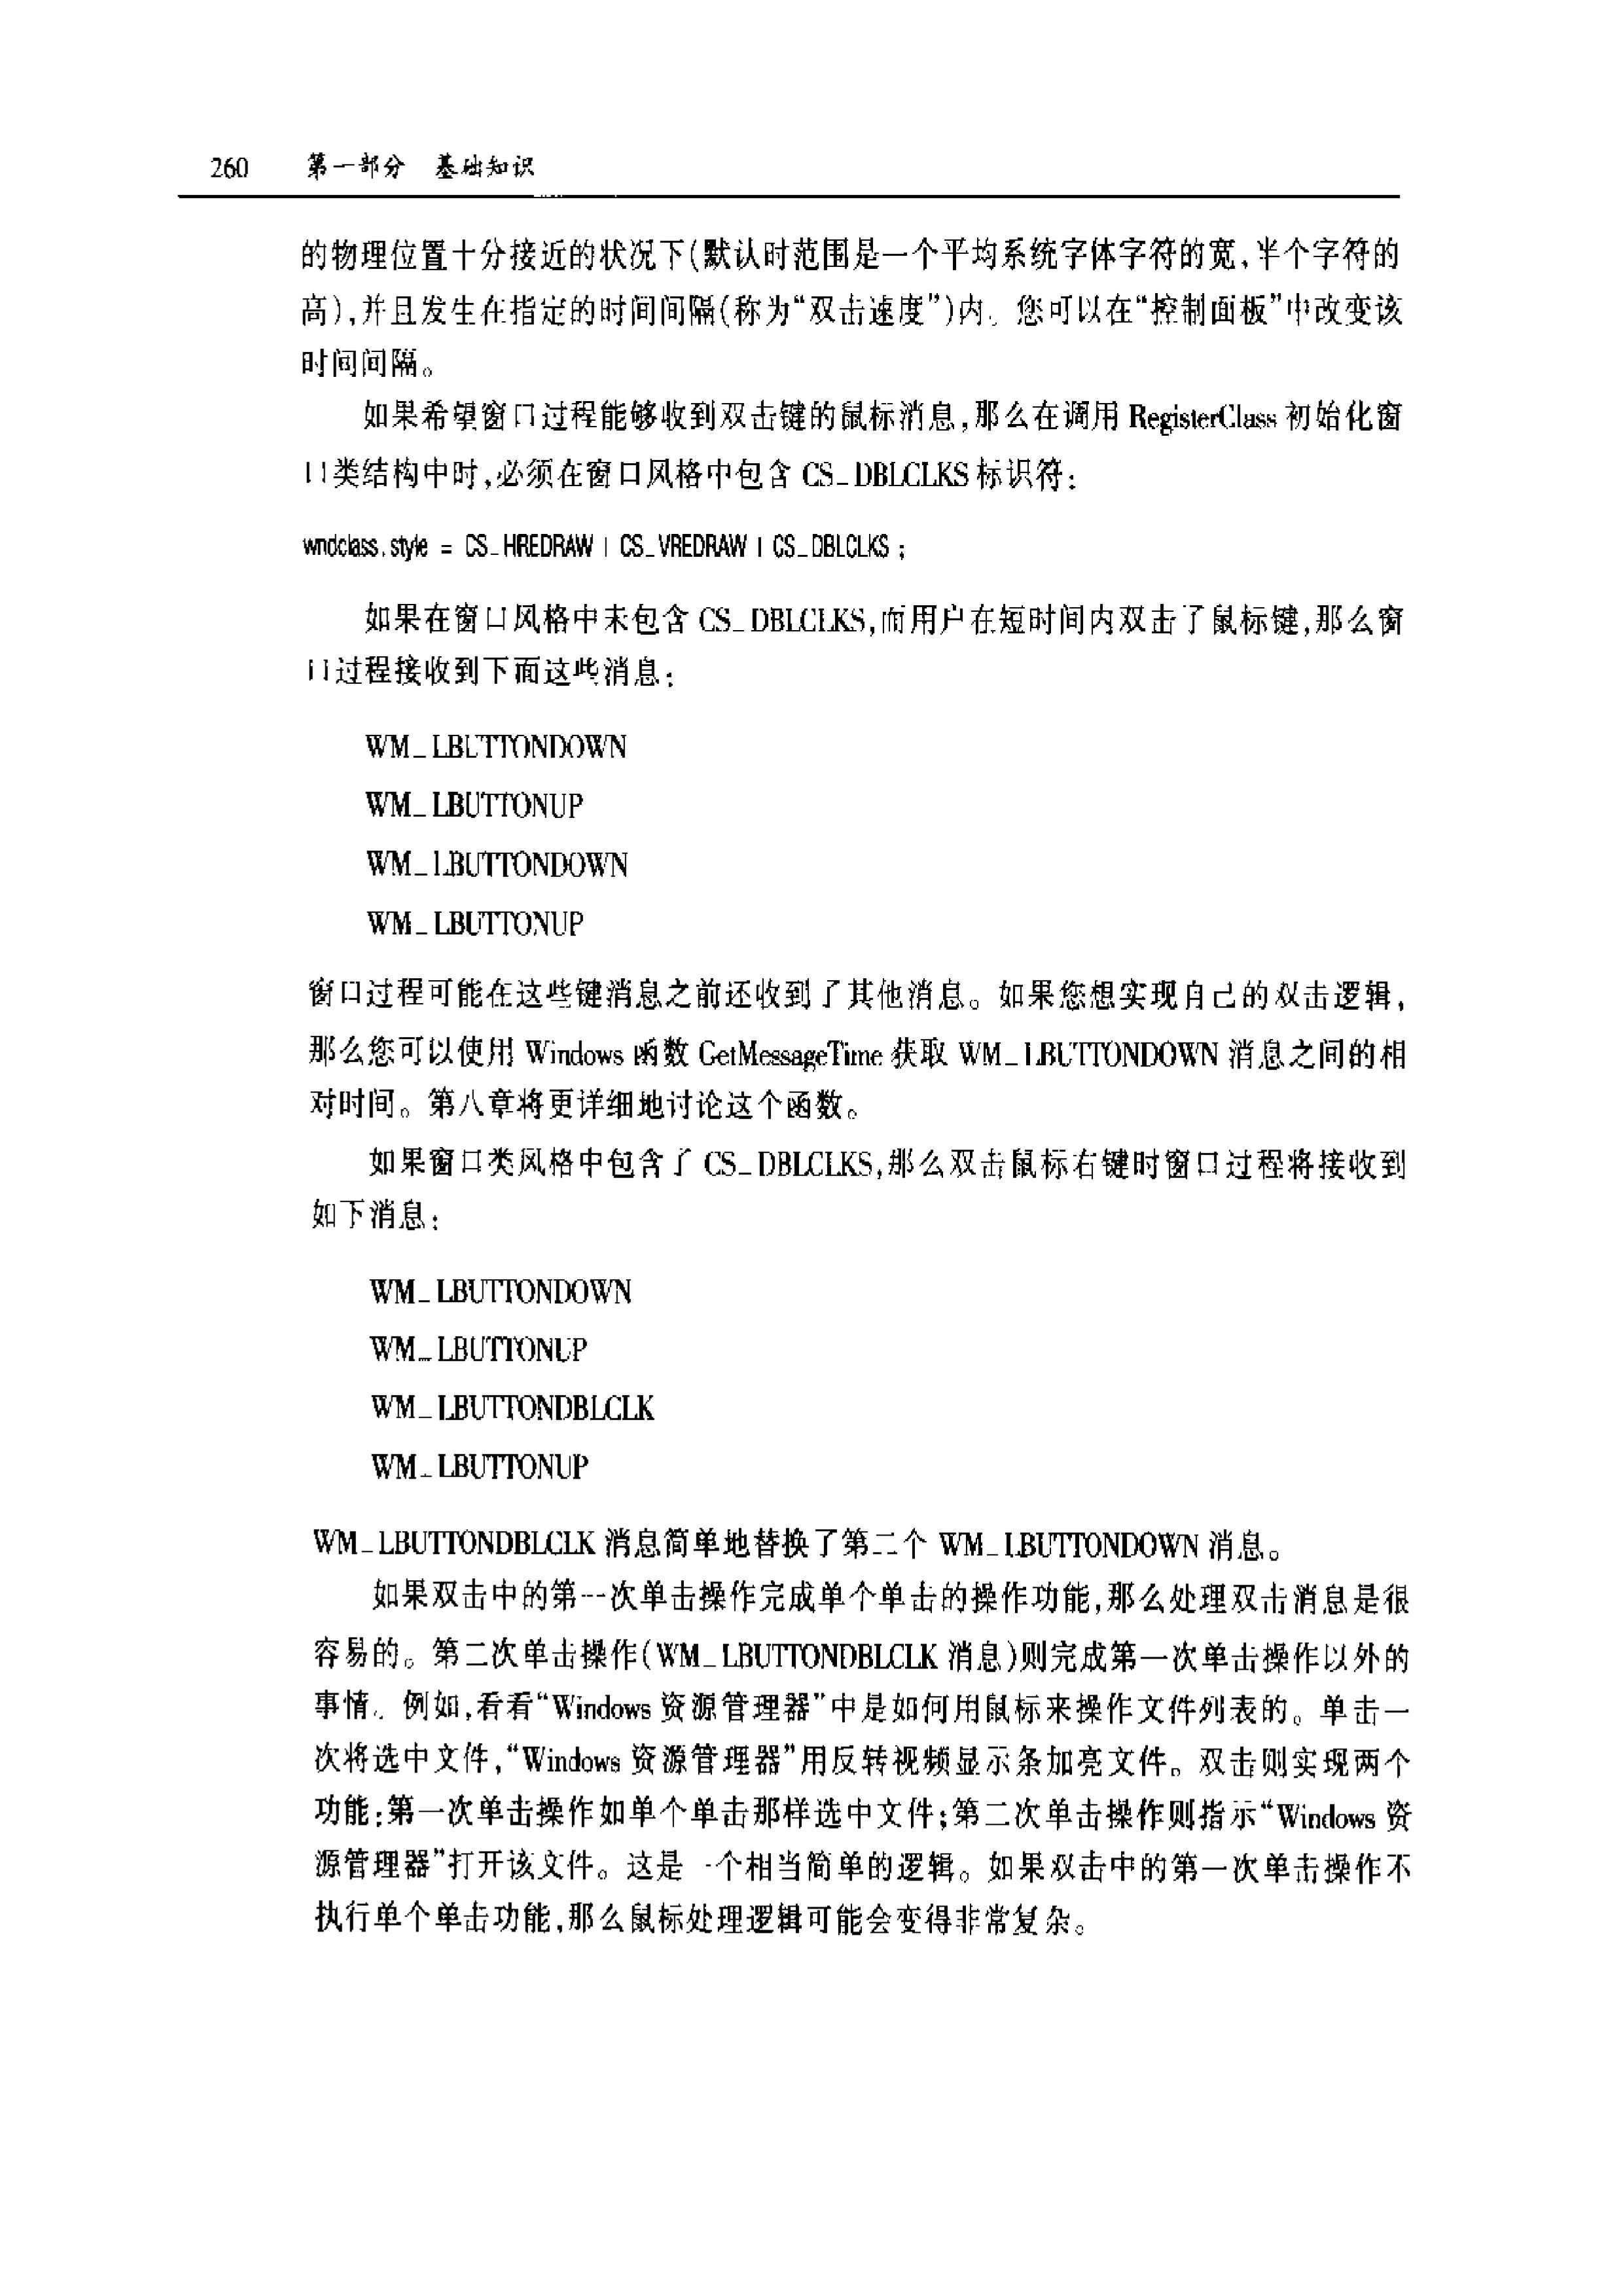 260 第一部分 基础知识
的物理位置十分接近的状况下(默认时范围是一个平均系统字体字符的宽,半个字符的
高),并且发生在指定的时间间隔(称为“双击速度”)内。您可以在“控制面板”中改变该
时间间隔。
如果希望窗口过程能够收到双击键的鼠标消息,那么在调用 RegisterClass 初始化窗
口类结构中时,必须在窗口风格中包含 CS_DBLCLKS 标识符:
wndclass.style = CS_HREDRAW | CS_VREDRAW | CS_DBLCLKS ;
如果在窗口风格中未包含 CS_DBLCLKS,而用户在短时间内双击了鼠标键,那么窗
口过程接收到下面这些消息:
WM_LBUTTONDOWN
WM_LBUTTONUP
WM_LBUTTONDOWN
WM_LBUTTONUP
窗口过程可能在这些键消息之前还收到了其他消息。如果您想实现自己的双击逻辑,
那么您可以使用 Windows 函数 GetMessageTime 获取 WM_LBUTTONDOWN 消息之间的相
对时间。第八章将更详细地讨论这个函数。
如果窗口类风格中包含了 CS_DBLCLKS,那么双击鼠标右键时窗口过程将接收到
如下消息:
WM_LBUTTONDOWN
WM_LBUTTONUP
WM_LBUTTONDBLCLK
WM_LBUTTONUP
WM_LBUTTONDBLCLK 消息简单地替换了第二个 WM_LBUTTONDOWN 消息。
如果双击中的第一次单击操作完成单个单击的操作功能,那么处理双击消息是很
容易的。第二次单击操作(WM_LBUTTONDBLCLK 消息)则完成第一次单击操作以外的
事情。例如,看看“Windows 资源管理器”中是如何用鼠标来操作文件列表的。单击一
次将选中文件,“Windows 资源管理器”用反转视频显示条加亮文件。双击则实现两个
功能:第一次单击操作如单个单击那样选中文件;第二次单击操作则指示“Windows 资
源管理器”打开该文件。这是一个相当简单的逻辑。如果双击中的第一次单击操作不
执行单个单击功能,那么鼠标处理逻辑可能会变得非常复杂。